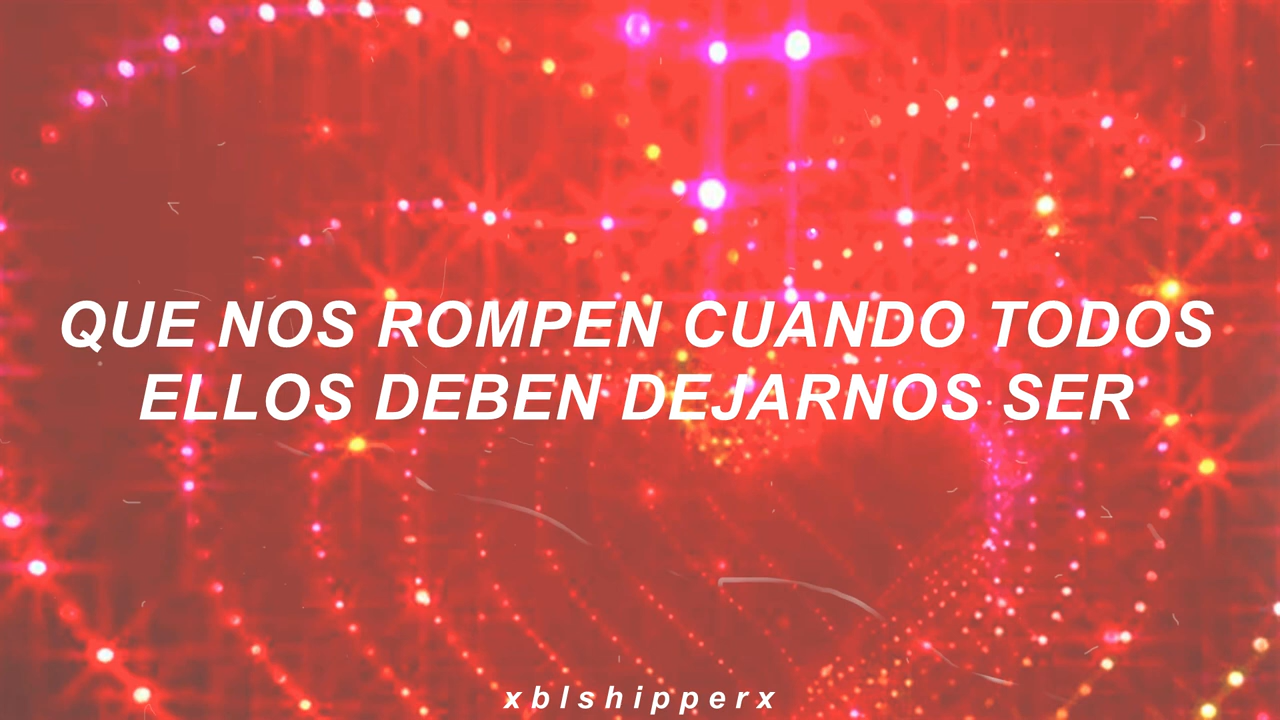 QUE NOS ROMPEN CUANDO TODOS
ELLOS DEBEN DEJARNOS SER
xblshipperx